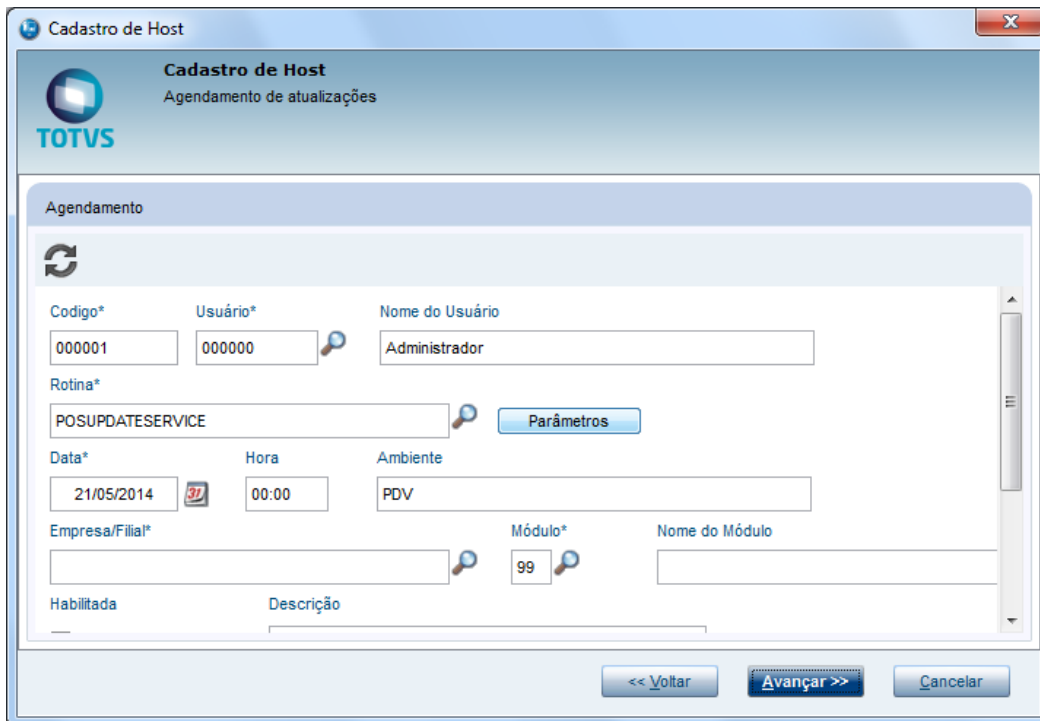 Cadastro de Host
Cadastro de Host
Agendamento de atualizações
TOTVS
Agendamento
Codigo* Usuário* Nome do Usuário
000001 000000 Administrador
Rotina*
POSUPDATESERVICE Parâmetros
Data* Hora Ambiente
21/05/2014 31 00:00 PDV
Empresa/Filial* Módulo* Nome do Módulo
99
Habilitada Descrição
<< Voltar Avançar >> Cancelar